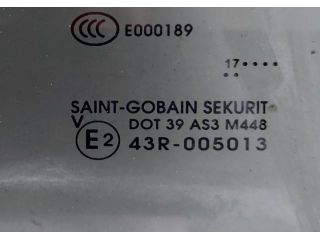 CCC E000189
17••••
••
SAINT-GOBAIN SEKURIT
V DOT 39 AS3 M448
E2 43R-005013